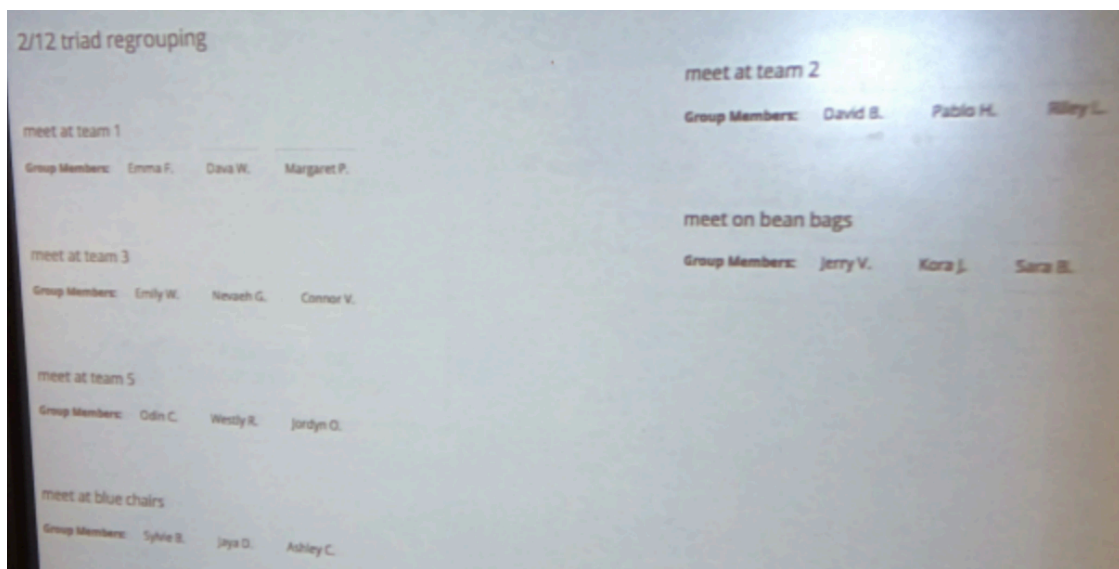 2/12 triad regrouping
meet at team 1
Group Members: Emma F. Dava W. Margaret P.
meet at team 3
Group Members: Emily W. Nevaeh G. Connor V.
meet at team 5
Group Members: Odin C. Westly R. Jordyn O.
meet at blue chairs
Group Members: Sylvie B. Jaya D. Ashley C.
meet at team 2
Group Members: David B. Pablo H. Riley L.
meet on bean bags
Group Members: Jerry V. Kora J. Sara B.